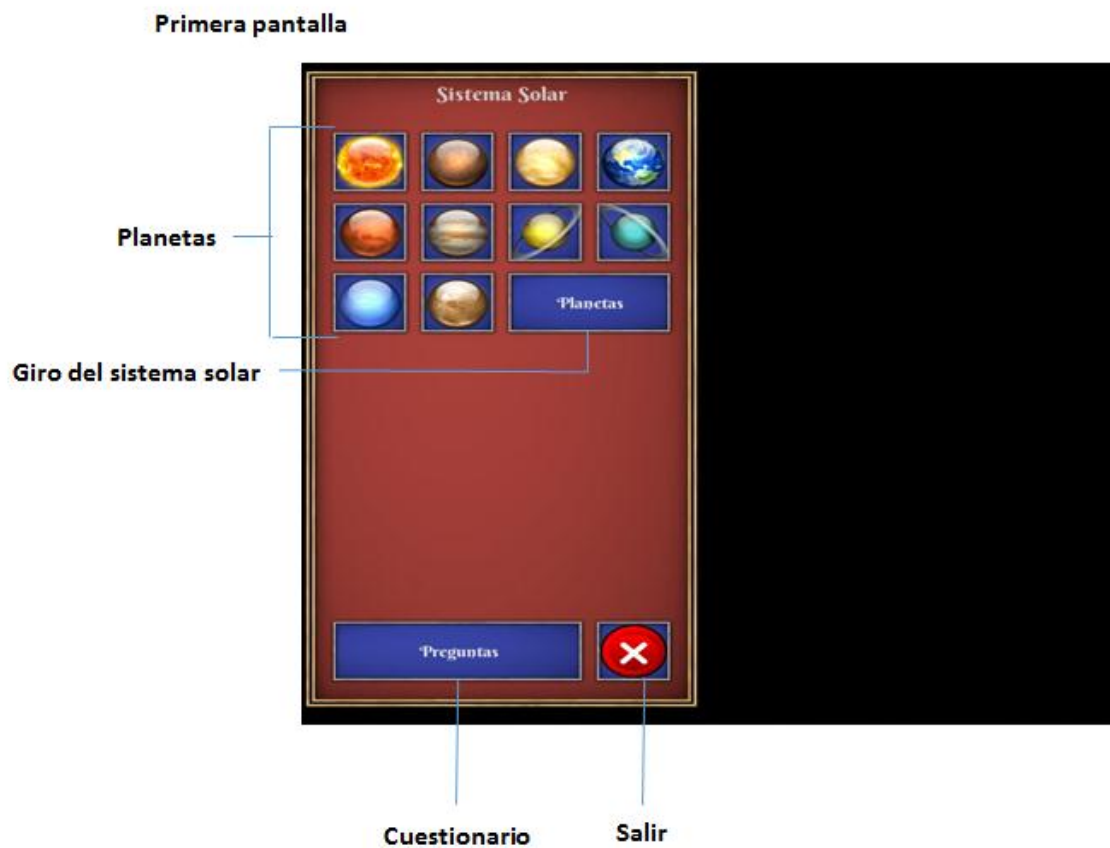 Primera pantalla
Sistema Solar
Planetas
Planetas
Giro del sistema solar
Preguntas
Cuestionario
Salir